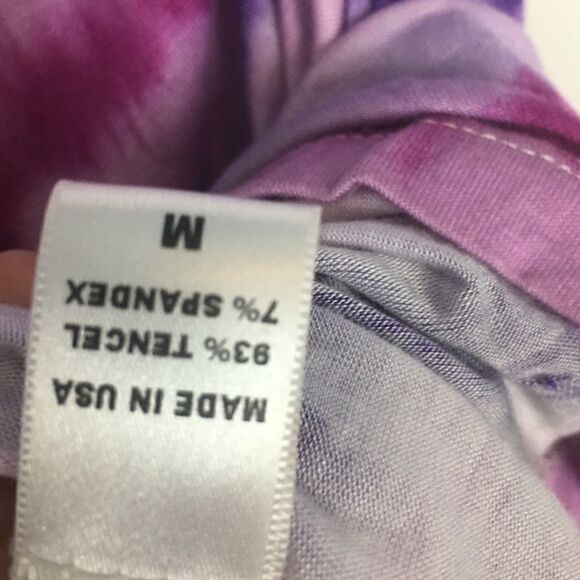 MADE IN USA
93% TENCEL
7% SPANDEX
M